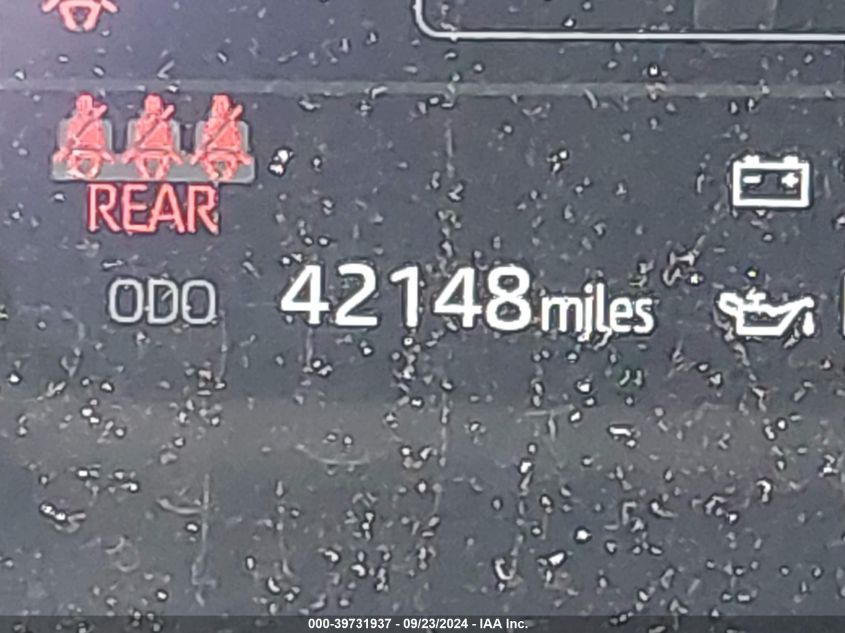 REAR
ODO 42148 miles
000-39731937 - 09/23/2024 - IAA Inc.